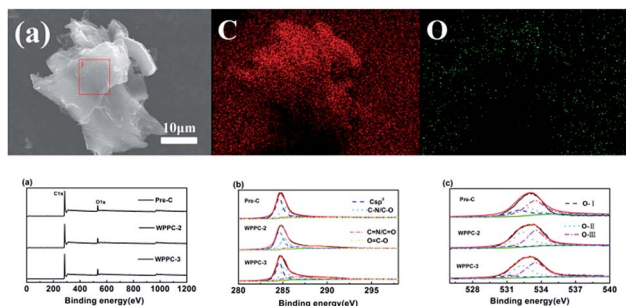 (a)
C
O
10μm
(a)
C1s
O1s
Pre-C
WPPC-2
WPPC-3
0 200 400 600 800 1000 1200
Binding energy(eV)
(b)
Pre-C
Csp²
C-N/C-O
WPPC-2
C=N/C=O
O=C-O
WPPC-3
280 285 290 295
Binding energy(eV)
(c)
Pre-C
O-Ⅰ
WPPC-2
O-Ⅱ
O-Ⅲ
WPPC-3
528 531 534 537 540
Binding energy(eV)